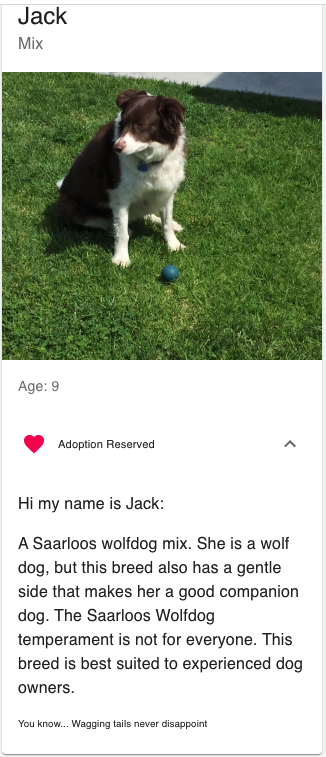 Jack
Mix
Age: 9
Adoption Reserved
Hi my name is Jack:
A Saarloos wolfdog mix. She is a wolf
dog, but this breed also has a gentle
side that makes her a good companion
dog. The Saarloos Wolfdog
temperament is not for everyone. This
breed is best suited to experienced dog
owners.
You know... Wagging tails never disappoint